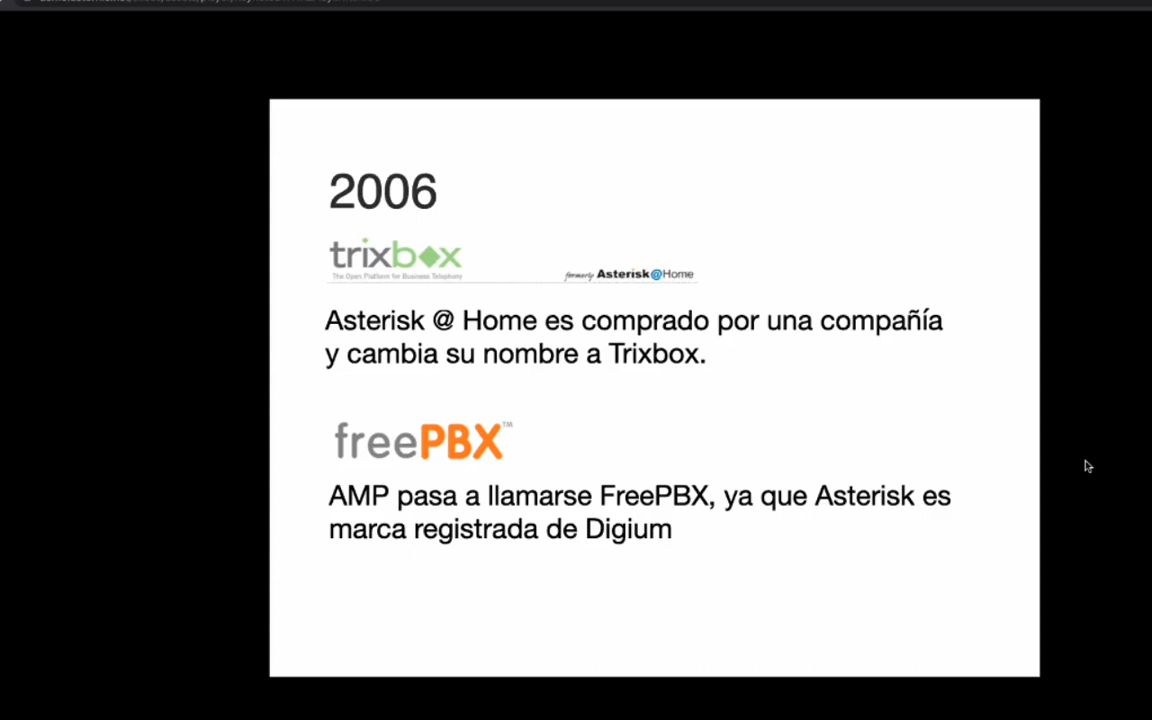 2006
trixbox
The Open Platform for Business Telephony
formerly Asterisk@Home
Asterisk @ Home es comprado por una compañía
y cambia su nombre a Trixbox.
freePBX™
AMP pasa a llamarse FreePBX, ya que Asterisk es
marca registrada de Digium